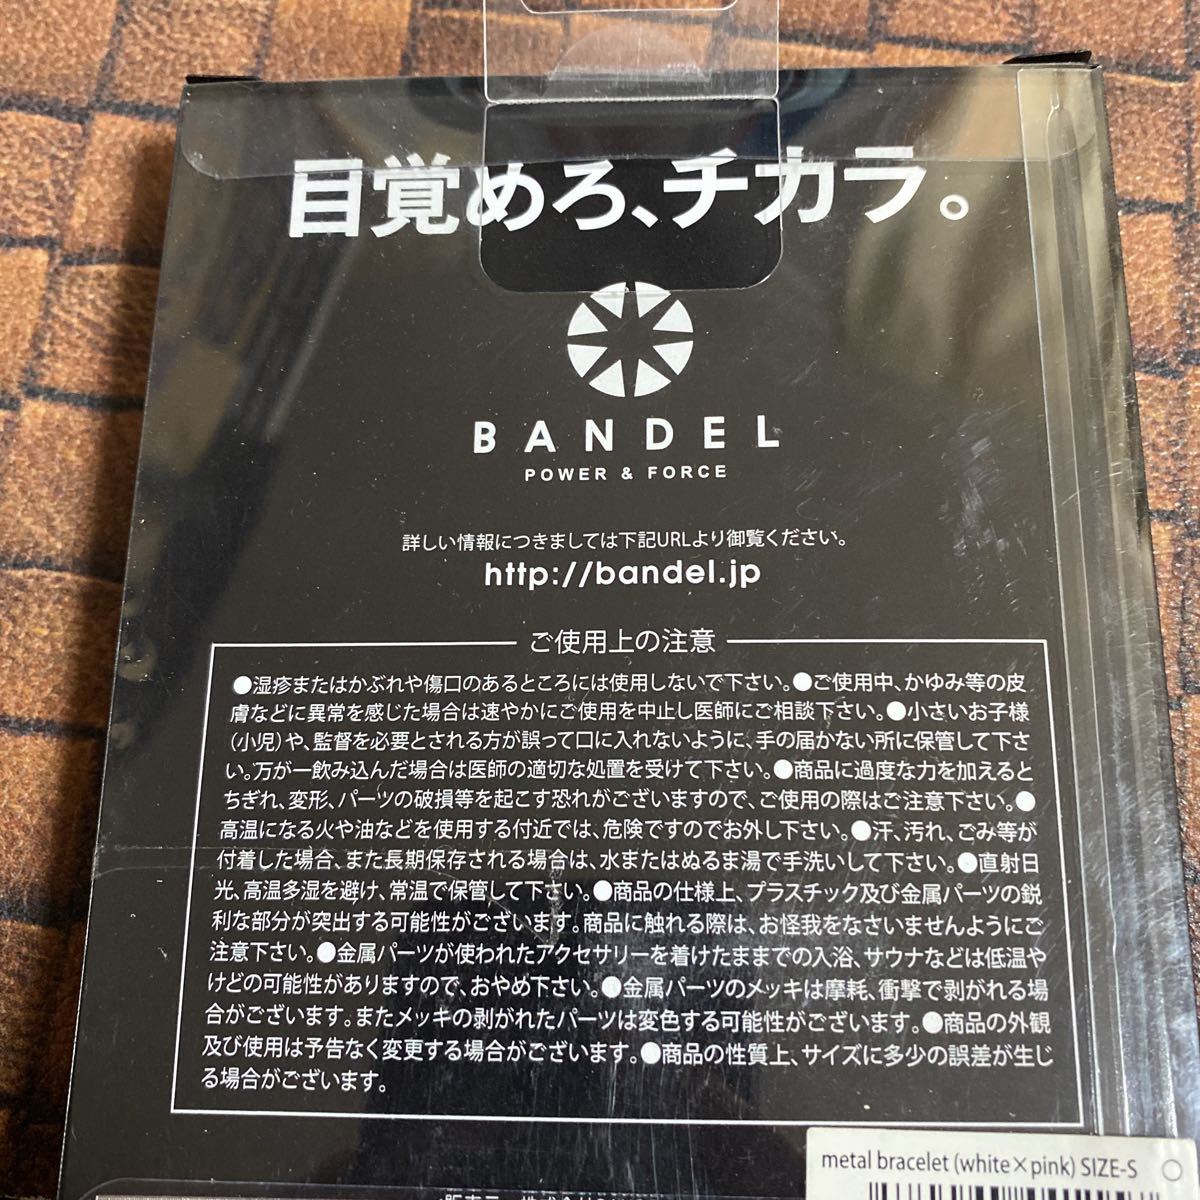 目覚めろ、チカラ。
BANDEL
POWER & FORCE
詳しい情報につきましては下記URLより御覧ください。
http://bandel.jp
ご使用上の注意
●湿疹またはかぶれや傷口のあるところには使用しないで下さい。●ご使用中、かゆみ等の皮
膚などに異常を感じた場合は速やかにご使用を中止し医師にご相談下さい。●小さいお子様
（小児）や、監督を必要とされる方が誤って口に入れないように、手の届かない所に保管して下さ
い。万が一飲み込んだ場合は医師の適切な処置を受けて下さい。●商品に過度な力を加えると
ちぎれ、変形、パーツの破損等を起こす恐れがございますので、ご使用の際はご注意下さい。●
高温になる火や油などを使用する付近では、危険ですのでお外し下さい。●汗、汚れ、ごみ等が
付着した場合、また長期保存される場合は、水またはぬるま湯で手洗いして下さい。●直射日
光、高温多湿を避け、常温で保管して下さい。●商品の仕様上、プラスチック及び金属パーツの鋭
利な部分が突出する可能性がございます。商品に触れる際は、お怪我をなさいませんようにご
注意下さい。●金属パーツが使われたアクセサリーを着けたままでの入浴、サウナなどは低温や
けどの可能性がありますので、おやめ下さい。●金属パーツのメッキは摩耗、衝撃で剥がれる場
合がございます。またメッキの剥がれたパーツは変色する可能性がございます。●商品の外観
及び使用は予告なく変更する場合がございます。●商品の性質上、サイズに多少の誤差が生じ
る場合がございます。
metal bracelet (white×pink) SIZE-S